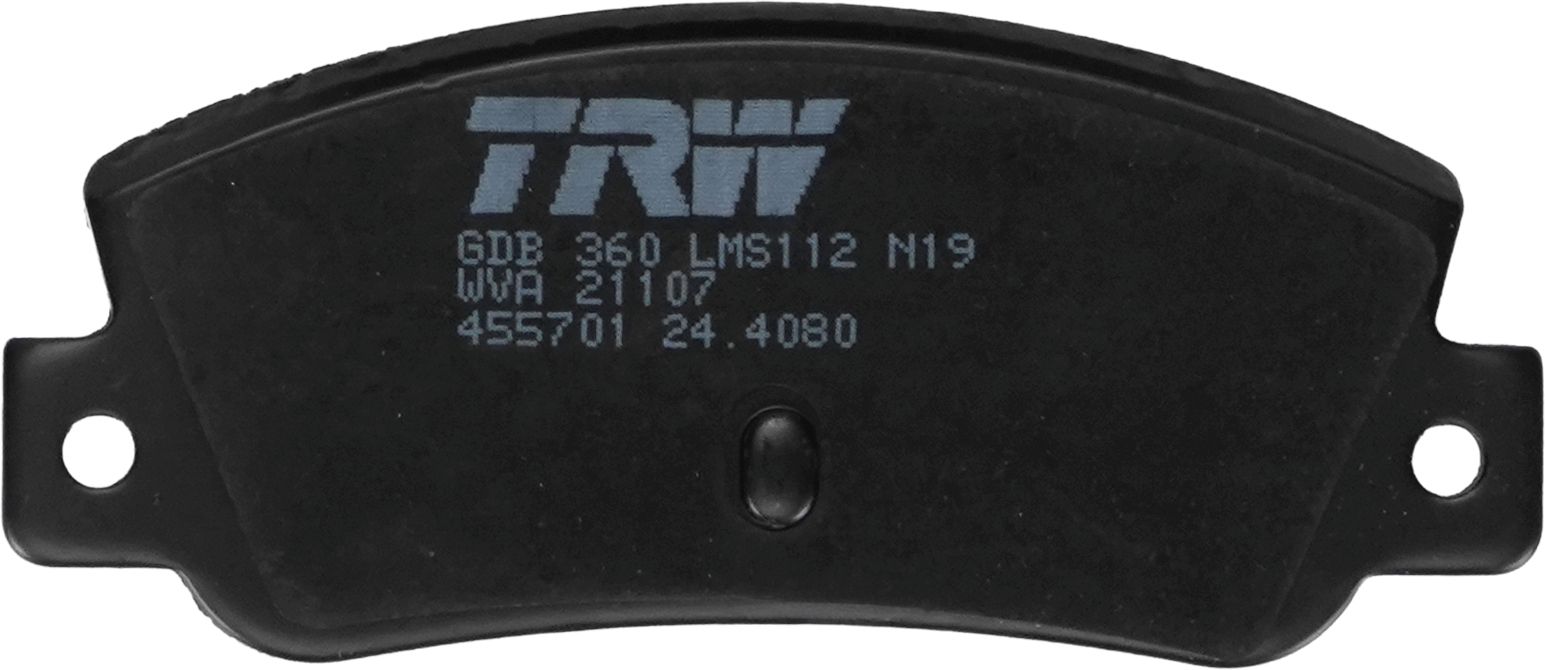 TRW
GDB 360 LMS112 N19
WVA 21107
455701 24.4080